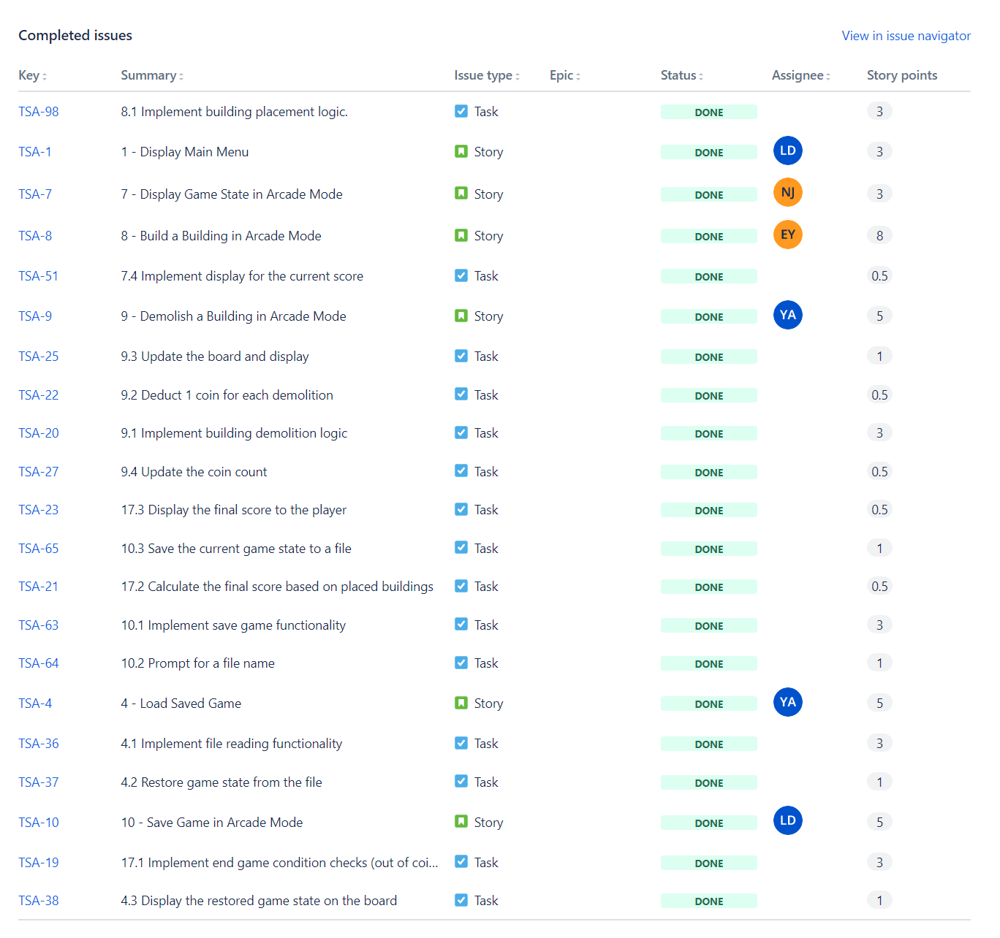 Completed issues View in issue navigator
Key Summary Issue type Epic Status Assignee Story points
TSA-98 8.1 Implement building placement logic. Task DONE 3
TSA-1 1 - Display Main Menu Story DONE LD 3
TSA-7 7 - Display Game State in Arcade Mode Story DONE NJ 3
TSA-8 8 - Build a Building in Arcade Mode Story DONE EY 8
TSA-51 7.4 Implement display for the current score Task DONE 0.5
TSA-9 9 - Demolish a Building in Arcade Mode Story DONE YA 5
TSA-25 9.3 Update the board and display Task DONE 1
TSA-22 9.2 Deduct 1 coin for each demolition Task DONE 0.5
TSA-20 9.1 Implement building demolition logic Task DONE 3
TSA-27 9.4 Update the coin count Task DONE 0.5
TSA-23 17.3 Display the final score to the player Task DONE 0.5
TSA-65 10.3 Save the current game state to a file Task DONE 1
TSA-21 17.2 Calculate the final score based on placed buildings Task DONE 0.5
TSA-63 10.1 Implement save game functionality Task DONE 3
TSA-64 10.2 Prompt for a file name Task DONE 1
TSA-4 4 - Load Saved Game Story DONE YA 5
TSA-36 4.1 Implement file reading functionality Task DONE 3
TSA-37 4.2 Restore game state from the file Task DONE 1
TSA-10 10 - Save Game in Arcade Mode Story DONE LD 5
TSA-19 17.1 Implement end game condition checks (out of coi... Task DONE 3
TSA-38 4.3 Display the restored game state on the board Task DONE 1